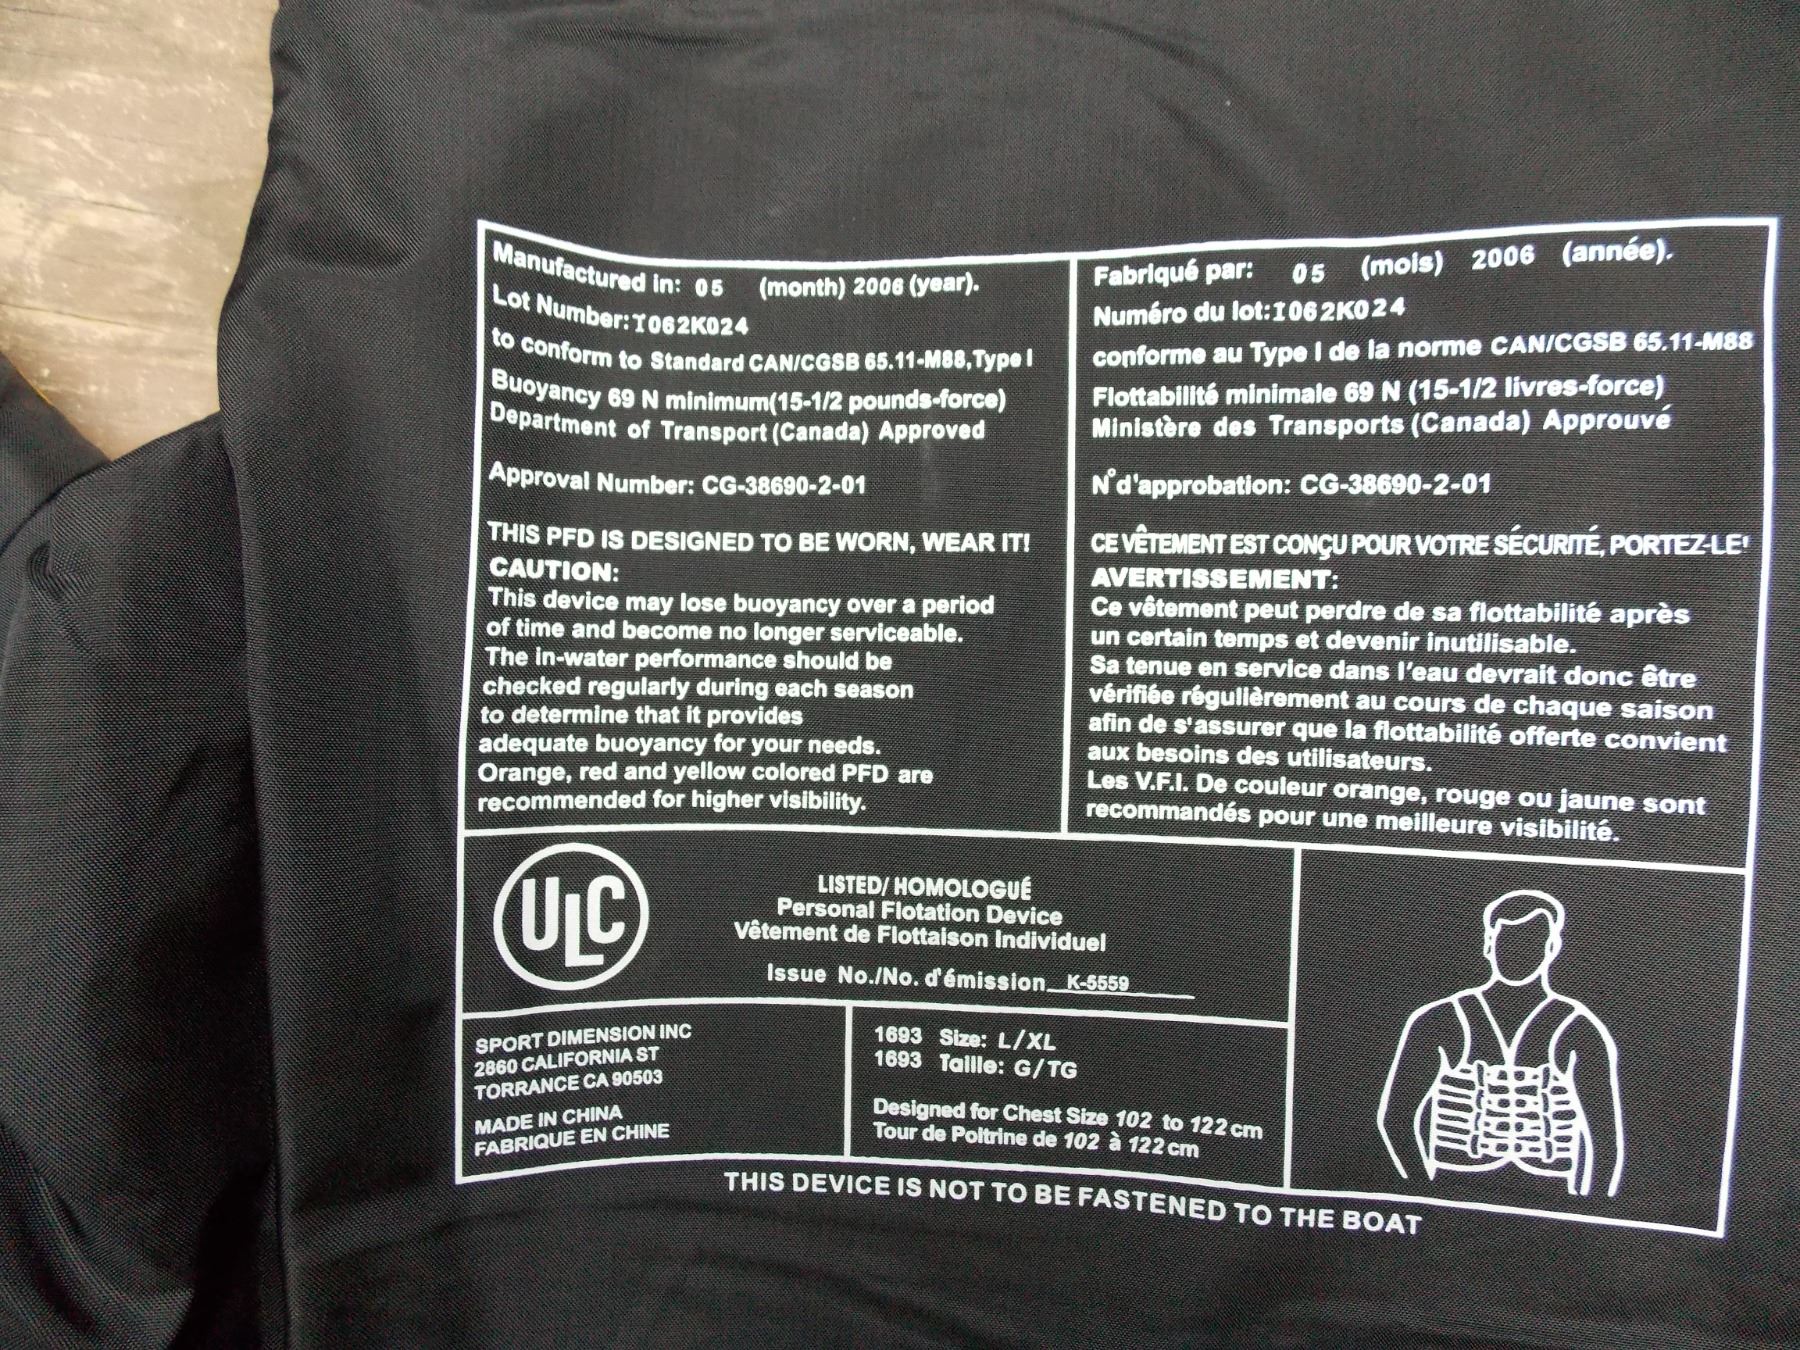 Manufactured in: 05 (month) 2006 (year).
Lot Number:I062K024
to conform to Standard CAN/CGSB 65.11-M88,Type I
Buoyancy 69 N minimum(15-1/2 pounds-force)
Department of Transport (Canada) Approved
Approval Number: CG-38690-2-01
THIS PFD IS DESIGNED TO BE WORN, WEAR IT!
CAUTION:
This device may lose buoyancy over a period
of time and become no longer serviceable.
The in-water performance should be
checked regularly during each season
to determine that it provides
adequate buoyancy for your needs.
Orange, red and yellow colored PFD are
recommended for higher visibility.
Fabriqué par: 05 (mois) 2006 (année).
Numéro du lot:I062K024
conforme au Type I de la norme CAN/CGSB 65.11-M88
Flottabilité minimale 69 N (15-1/2 livres-force)
Ministère des Transports (Canada) Approuvé
N°d'approbation: CG-38690-2-01
CE VÊTEMENT EST CONÇU POUR VOTRE SÉCURITÉ, PORTEZ-LE!
AVERTISSEMENT:
Ce vêtement peut perdre de sa flottabilité après
un certain temps et devenir inutilisable.
Sa tenue en service dans l'eau devrait donc être
vérifiée régulièrement au cours de chaque saison
afin de s'assurer que la flottabilité offerte convient
aux besoins des utilisateurs.
Les V.F.I. De couleur orange, rouge ou jaune sont
recommandés pour une meilleure visibilité.
ULC
LISTED/ HOMOLOGUÉ
Personal Flotation Device
Vêtement de Flottaison Individuel
Issue No./No. d'émission K-5559
SPORT DIMENSION INC
2860 CALIFORNIA ST
TORRANCE CA 90503
MADE IN CHINA
FABRIQUE EN CHINE
1693 Size: L/XL
1693 Taille: G/TG
Designed for Chest Size 102 to 122 cm
Tour de Poltrine de 102 à 122 cm
THIS DEVICE IS NOT TO BE FASTENED TO THE BOAT